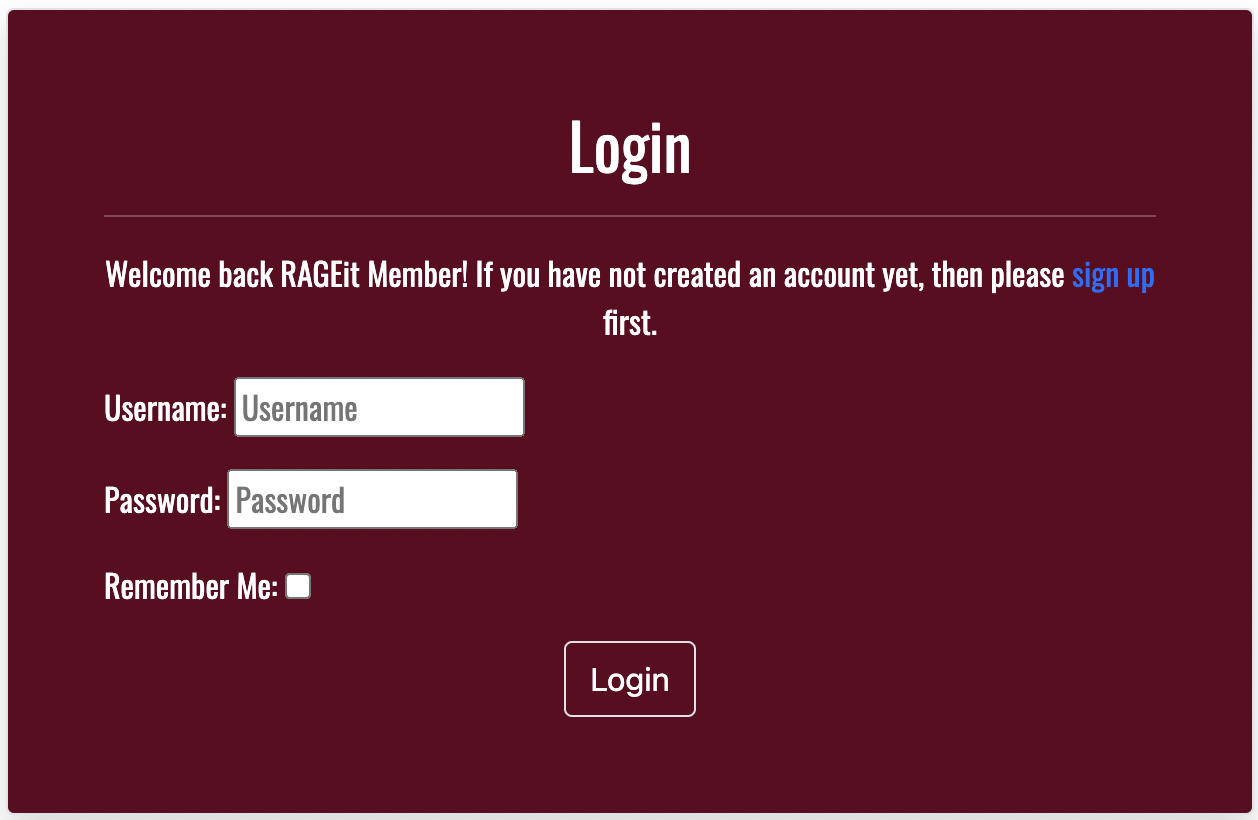 Login
Welcome back RAGEit Member! If you have not created an account yet, then please sign up
first.
Username: Username
Password: Password
Remember Me:
Login